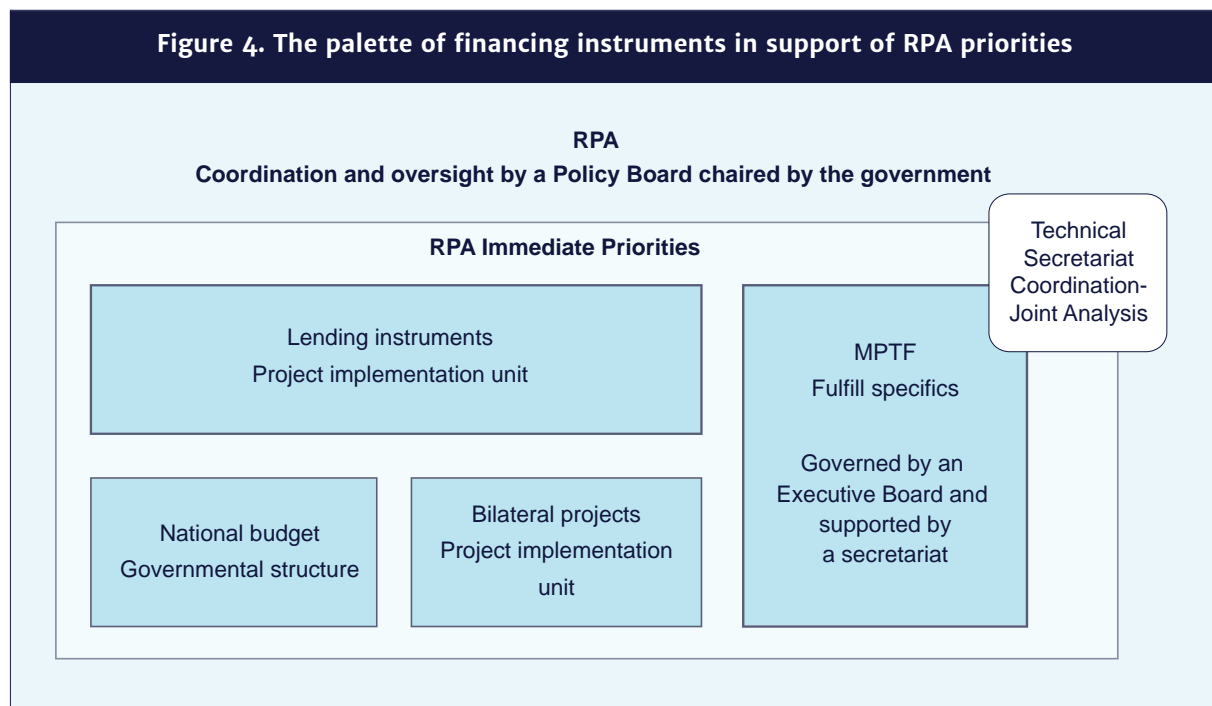 Figure 4. The palette of financing instruments in support of RPA priorities
RPA
Coordination and oversight by a Policy Board chaired by the government
Technical
Secretariat
Coordination-
Joint Analysis
RPA Immediate Priorities
Lending instruments
Project implementation unit
MPTF
Fulfill specifics
Governed by an
Executive Board and
supported by
a secretariat
National budget
Governmental structure
Bilateral projects
Project implementation
unit